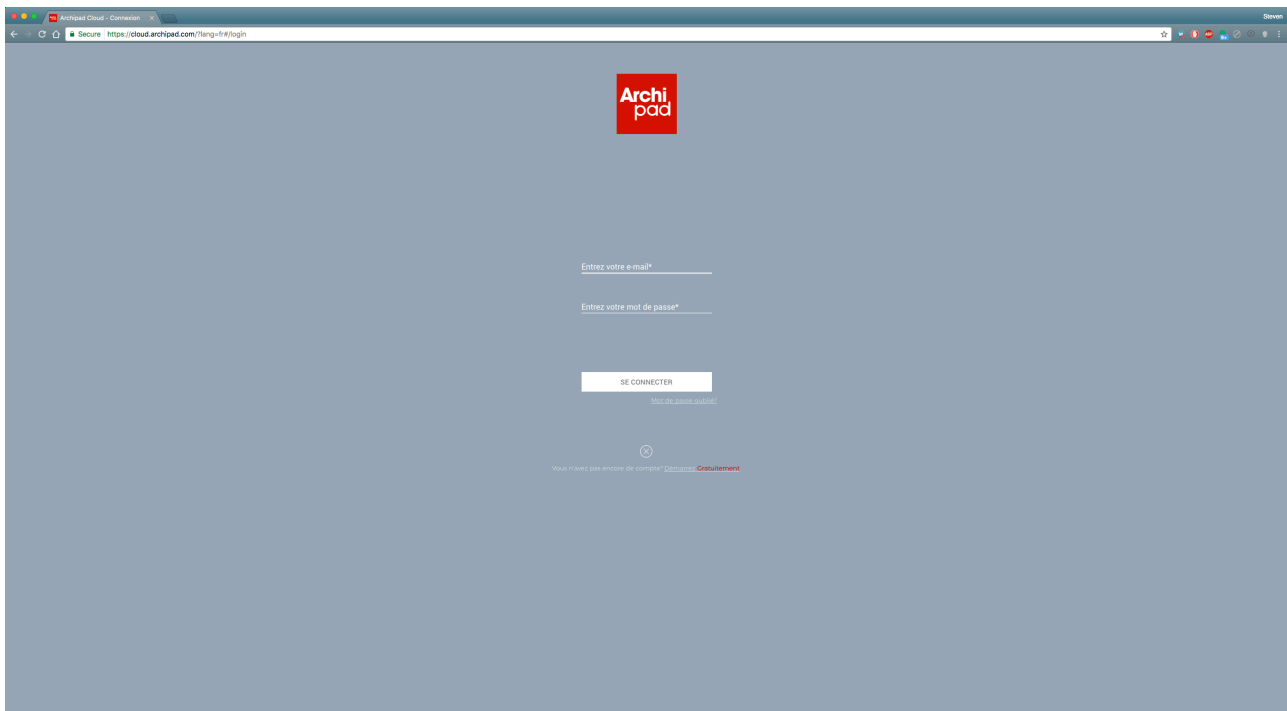 Archipad Cloud - Connexion
Steven
Secure https://cloud.archipad.com/?lang=fr#/login
Archi
pad
Entrez votre e-mail*
Entrez votre mot de passe*
SE CONNECTER
Mot de passe oublié?
Vous n'avez pas encore de compte? Démarrez Gratuitement